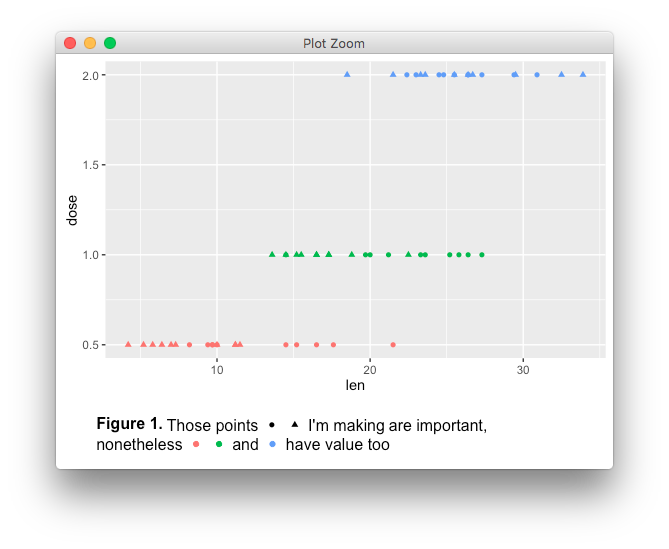 Plot Zoom
2.0
1.5
dose
1.0
0.5
10 20 30
len
Figure 1. Those points ● ▲ I'm making are important,
nonetheless ● ● and ● have value too